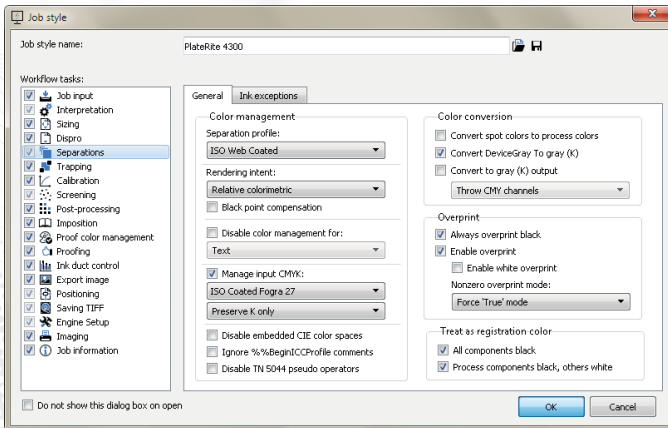 Job style
Job style name:
PlateRite 4300
Workflow tasks:
Job input
Interpretation
Sizing
Dispro
Separations
Trapping
Calibration
Screening
Post-processing
Imposition
Proof color management
Proofing
Ink duct control
Export image
Positioning
Saving TIFF
Engine Setup
Imaging
Job information
General
Ink exceptions
Color management
Separation profile:
ISO Web Coated
Rendering intent:
Relative colorimetric
Black point compensation
Disable color management for:
Text
Manage input CMYK:
ISO Coated Fogra 27
Preserve K only
Disable embedded CIE color spaces
Ignore %%BeginICCProfile comments
Disable TN 5044 pseudo operators
Color conversion
Convert spot colors to process colors
Convert DeviceGray To gray (K)
Convert to gray (K) output
Throw CMY channels
Overprint
Always overprint black
Enable overprint
Enable white overprint
Nonzero overprint mode:
Force 'True' mode
Treat as registration color
All components black
Process components black, others white
Do not show this dialog box on open
OK
Cancel